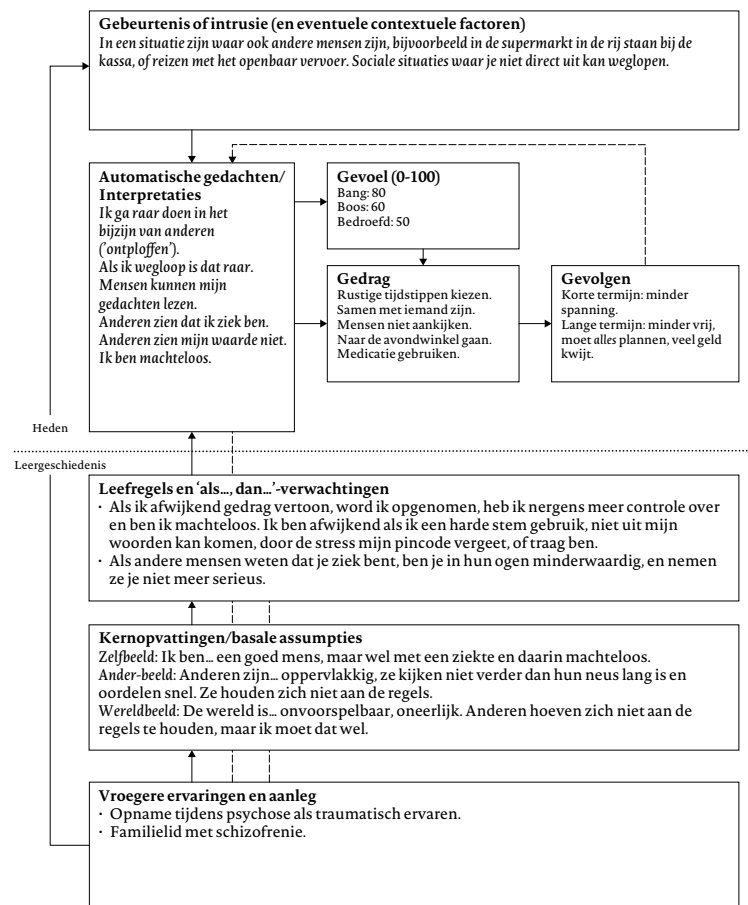 Gebeurtenis of intrusie (en eventuele contextuele factoren)
In een situatie zijn waar ook andere mensen zijn, bijvoorbeeld in de supermarkt in de rij staan bij de
kassa, of reizen met het openbaar vervoer. Sociale situaties waar je niet direct uit kan weglopen.
Automatische gedachten/
Interpretaties
Ik ga raar doen in het
bijzijn van anderen
('ontploffen').
Als ik wegloop is dat raar.
Mensen kunnen mijn
gedachten lezen.
Anderen zien dat ik ziek ben.
Anderen zien mijn waarde niet.
Ik ben machteloos.
Gevoel (0-100)
Bang: 80
Boos: 60
Bedroefd: 50
Gedrag
Rustige tijdstippen kiezen.
Samen met iemand zijn.
Mensen niet aankijken.
Naar de avondwinkel gaan.
Medicatie gebruiken.
Gevolgen
Korte termijn: minder
spanning.
Lange termijn: minder vrij,
moet alles plannen, veel geld
kwijt.
Heden
Leergeschiedenis
Leefregels en 'als…, dan…'-verwachtingen
· Als ik afwijkend gedrag vertoon, word ik opgenomen, heb ik nergens meer controle over
en ben ik machteloos. Ik ben afwijkend als ik een harde stem gebruik, niet uit mijn
woorden kan komen, door de stress mijn pincode vergeet, of traag ben.
· Als andere mensen weten dat je ziek bent, ben je in hun ogen minderwaardig, en nemen
ze je niet meer serieus.
Kernopvattingen/basale assumpties
Zelfbeeld: Ik ben… een goed mens, maar wel met een ziekte en daarin machteloos.
Ander-beeld: Anderen zijn… oppervlakkig, ze kijken niet verder dan hun neus lang is en
oordelen snel. Ze houden zich niet aan de regels.
Wereldbeeld: De wereld is… onvoorspelbaar, oneerlijk. Anderen hoeven zich niet aan de
regels te houden, maar ik moet dat wel.
Vroegere ervaringen en aanleg
· Opname tijdens psychose als traumatisch ervaren.
· Familielid met schizofrenie.